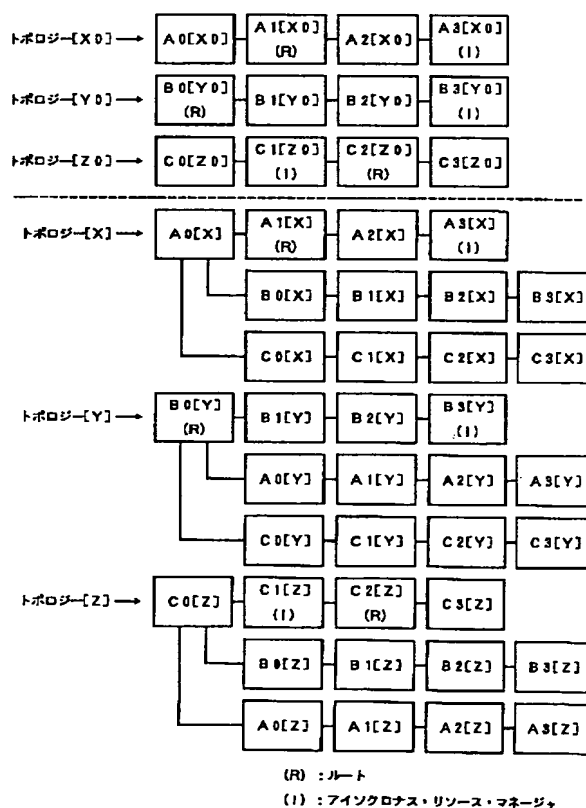 トポロジー[X0] A0[X0] A1[X0] (R) A2[X0] A3[X0] (I)
トポロジー[Y0] B0[Y0] (R) B1[Y0] B2[Y0] B3[Y0] (I)
トポロジー[Z0] C0[Z0] C1[Z0] (I) C2[Z0] (R) C3[Z0]
トポロジー[X] A0[X] A1[X] (R) A2[X] A3[X] (I)
B0[X] B1[X] B2[X] B3[X]
C0[X] C1[X] C2[X] C3[X]
トポロジー[Y] B0[Y] (R) B1[Y] B2[Y] B3[Y] (I)
A0[Y] A1[Y] A2[Y] A3[Y]
C0[Y] C1[Y] C2[Y] C3[Y]
トポロジー[Z] C0[Z] C1[Z] (I) C2[Z] (R) C3[Z]
B0[Z] B1[Z] B2[Z] B3[Z]
A0[Z] A1[Z] A2[Z] A3[Z]
(R) : ルート
(I) : アイソクロナス・リソース・マネージャ